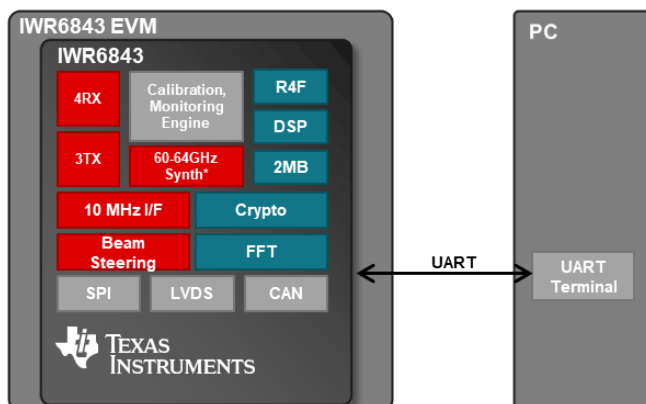 IWR6843 EVM
IWR6843
4RX
Calibration,
Monitoring
Engine
R4F
DSP
3TX
60-64GHz
Synth*
2MB
10 MHz I/F
Crypto
Beam
Steering
FFT
SPI
LVDS
CAN
TEXAS
INSTRUMENTS
UART
PC
UART
Terminal